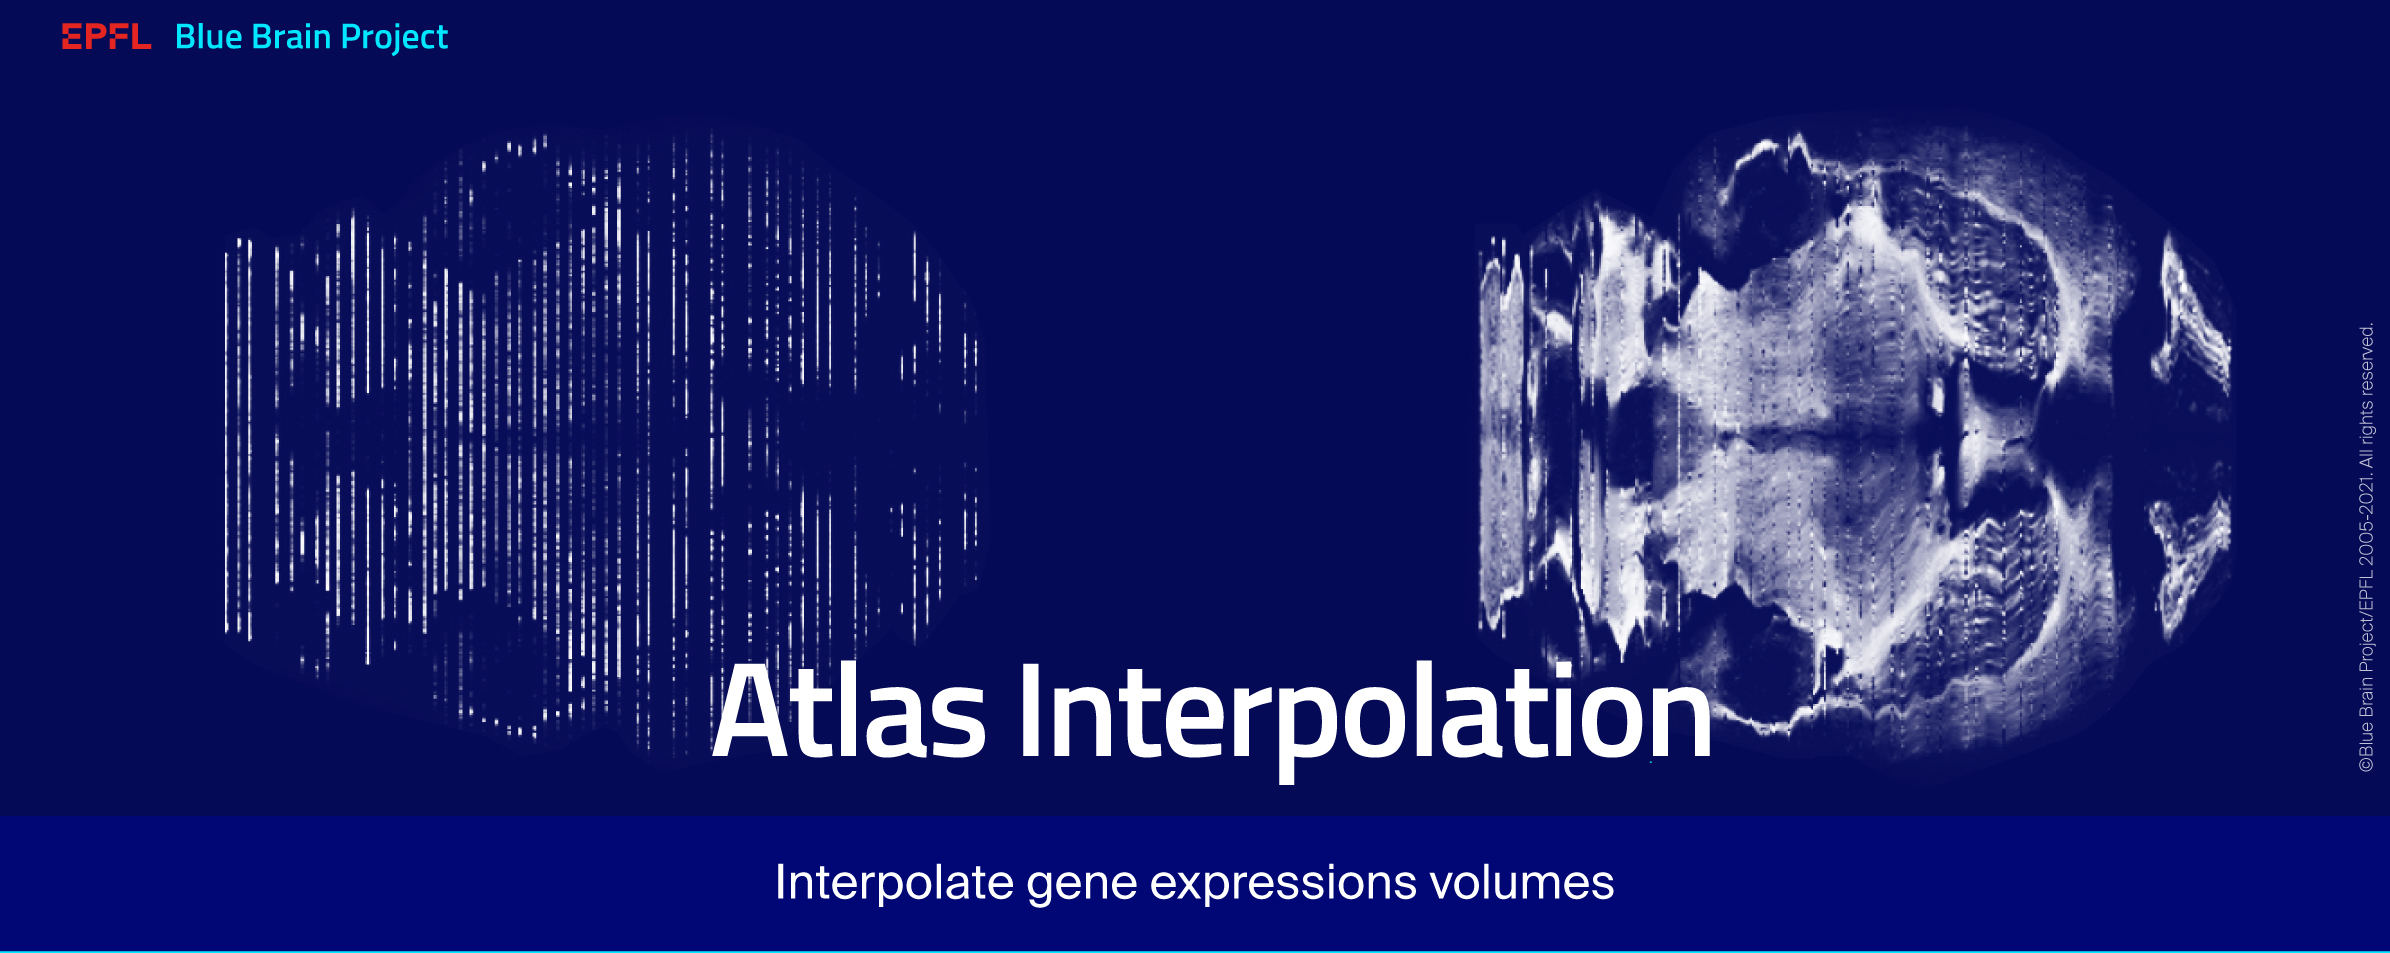 EPFL Blue Brain Project
Atlas Interpolation
Interpolate gene expressions volumes
©Blue Brain Project/EPFL 2005-2021. All rights reserved.